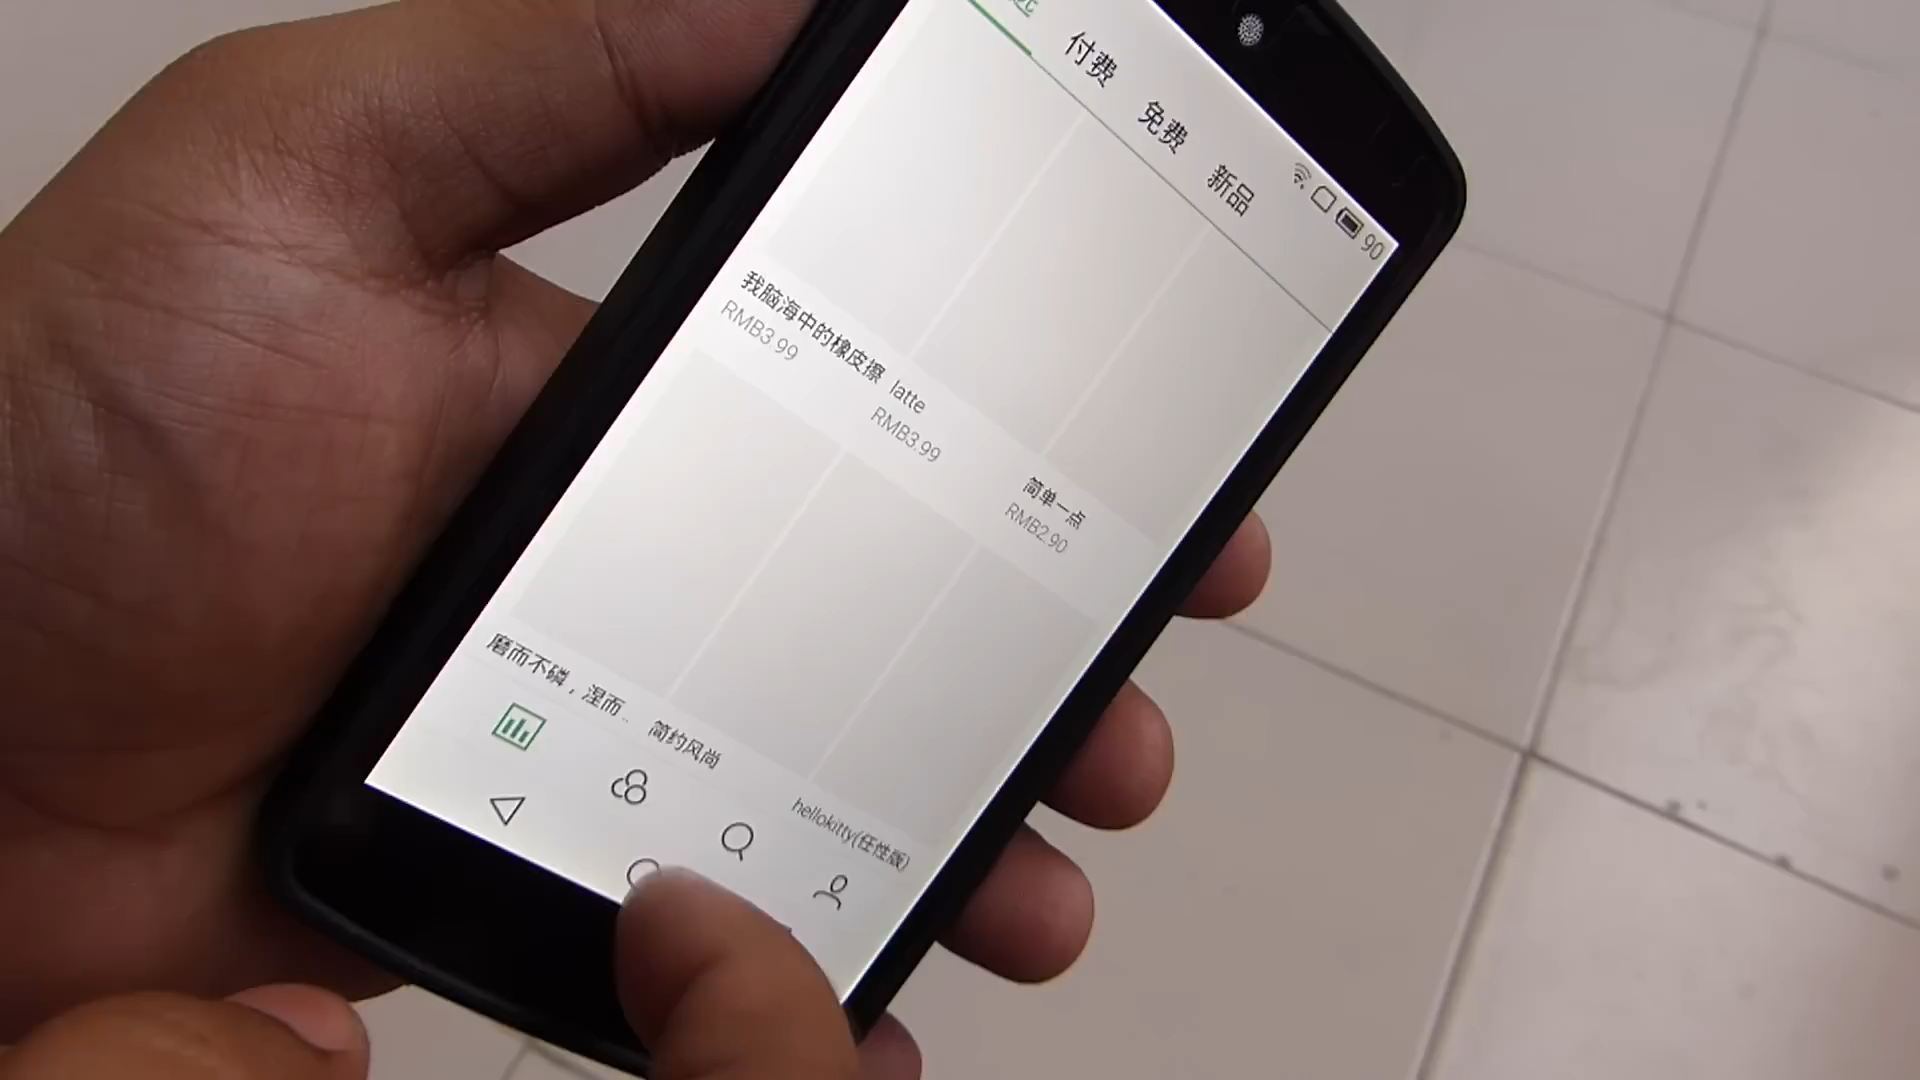 付费 免费 新品
90
我脑海中的橡皮擦 latte 简单一点
RMB3.99 RMB3.99 RMB2.90
磨而不磷，涅而.. 简约风尚 hellokitty(任性版)